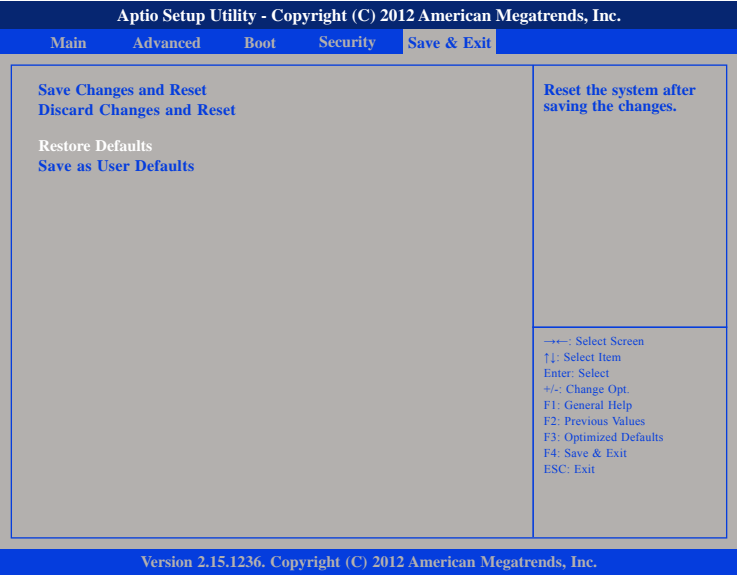 Aptio Setup Utility - Copyright (C) 2012 American Megatrends, Inc.
Main Advanced Boot Security Save & Exit
Save Changes and Reset
Discard Changes and Reset
Restore Defaults
Save as User Defaults
Reset the system after
saving the changes.
→←: Select Screen
↑↓: Select Item
Enter: Select
+/-: Change Opt.
F1: General Help
F2: Previous Values
F3: Optimized Defaults
F4: Save & Exit
ESC: Exit
Version 2.15.1236. Copyright (C) 2012 American Megatrends, Inc.